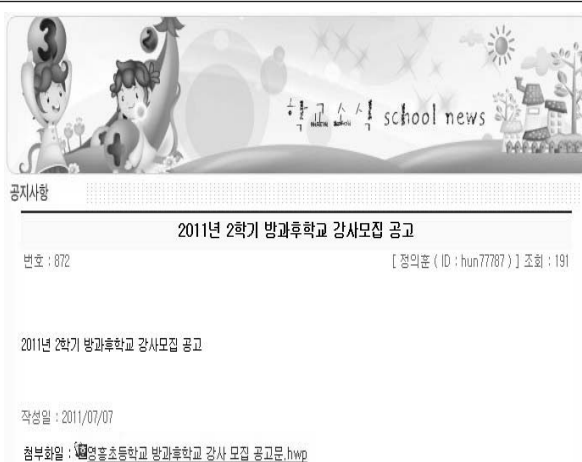 3
2
학교소식 school news
공지사항
2011년 2학기 방과후학교 강사모집 공고
번호 : 872 [ 정의훈 ( ID : hun77787 ) ] 조회 : 191
2011년 2학기 방과후학교 강사모집 공고
작성일 : 2011/07/07
첨부화일 : 영흥초등학교 방과후학교 강사 모집 공고문.hwp